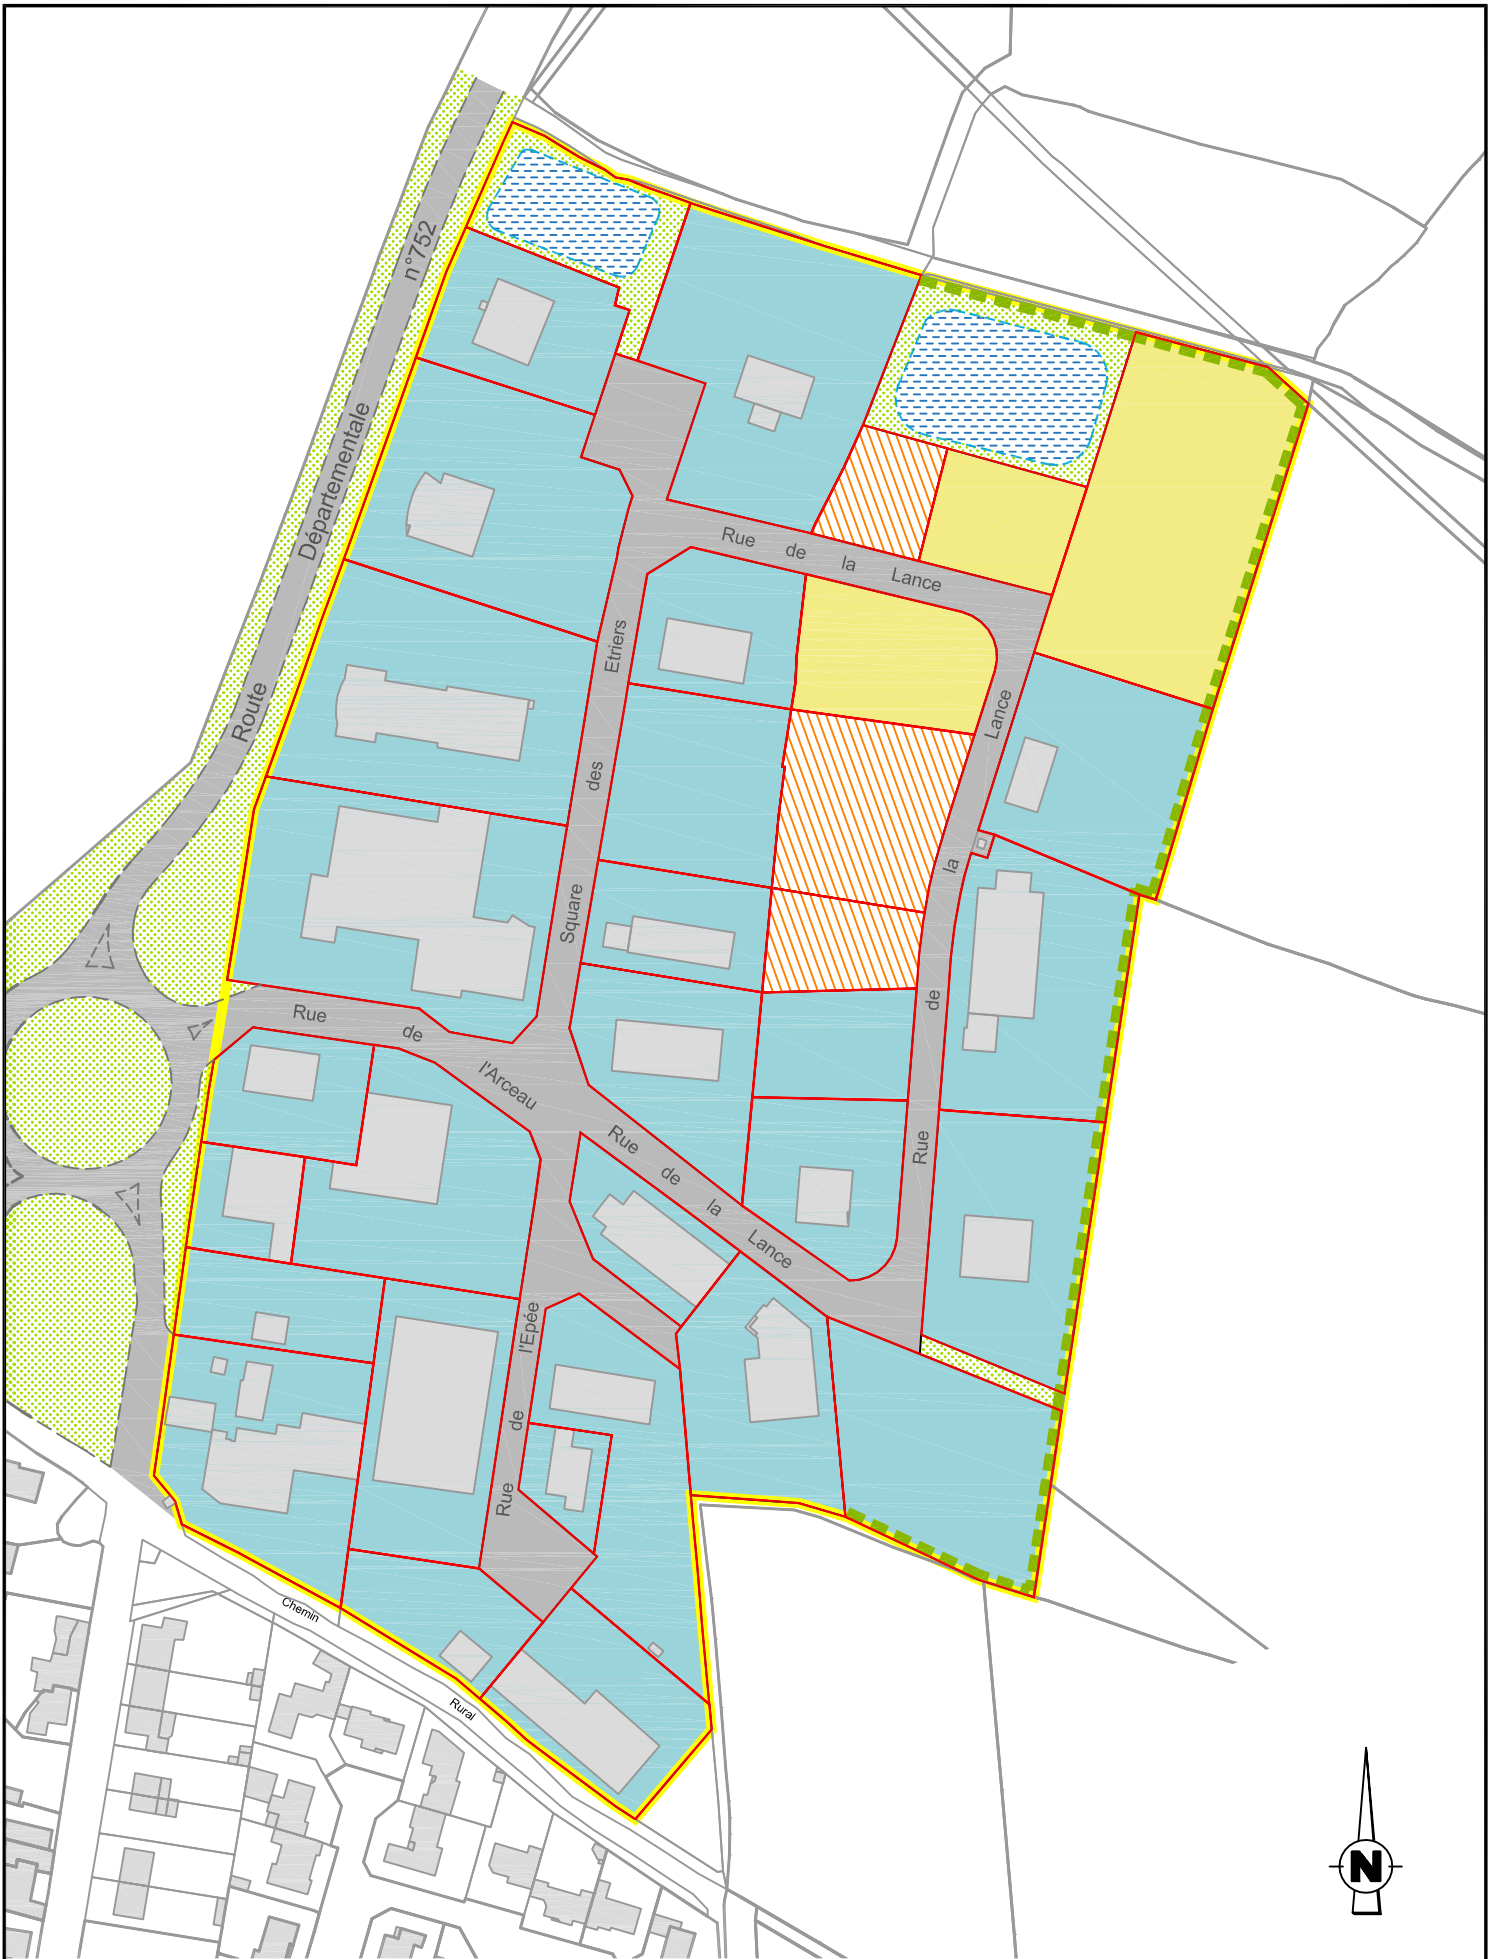 Route Départementale n°752
Rue de la Lance
Square des Etriers
Rue de la Lance
Rue de l'Arceau
Rue de la Lance
Rue de l'Epée
Chemin Rural
N